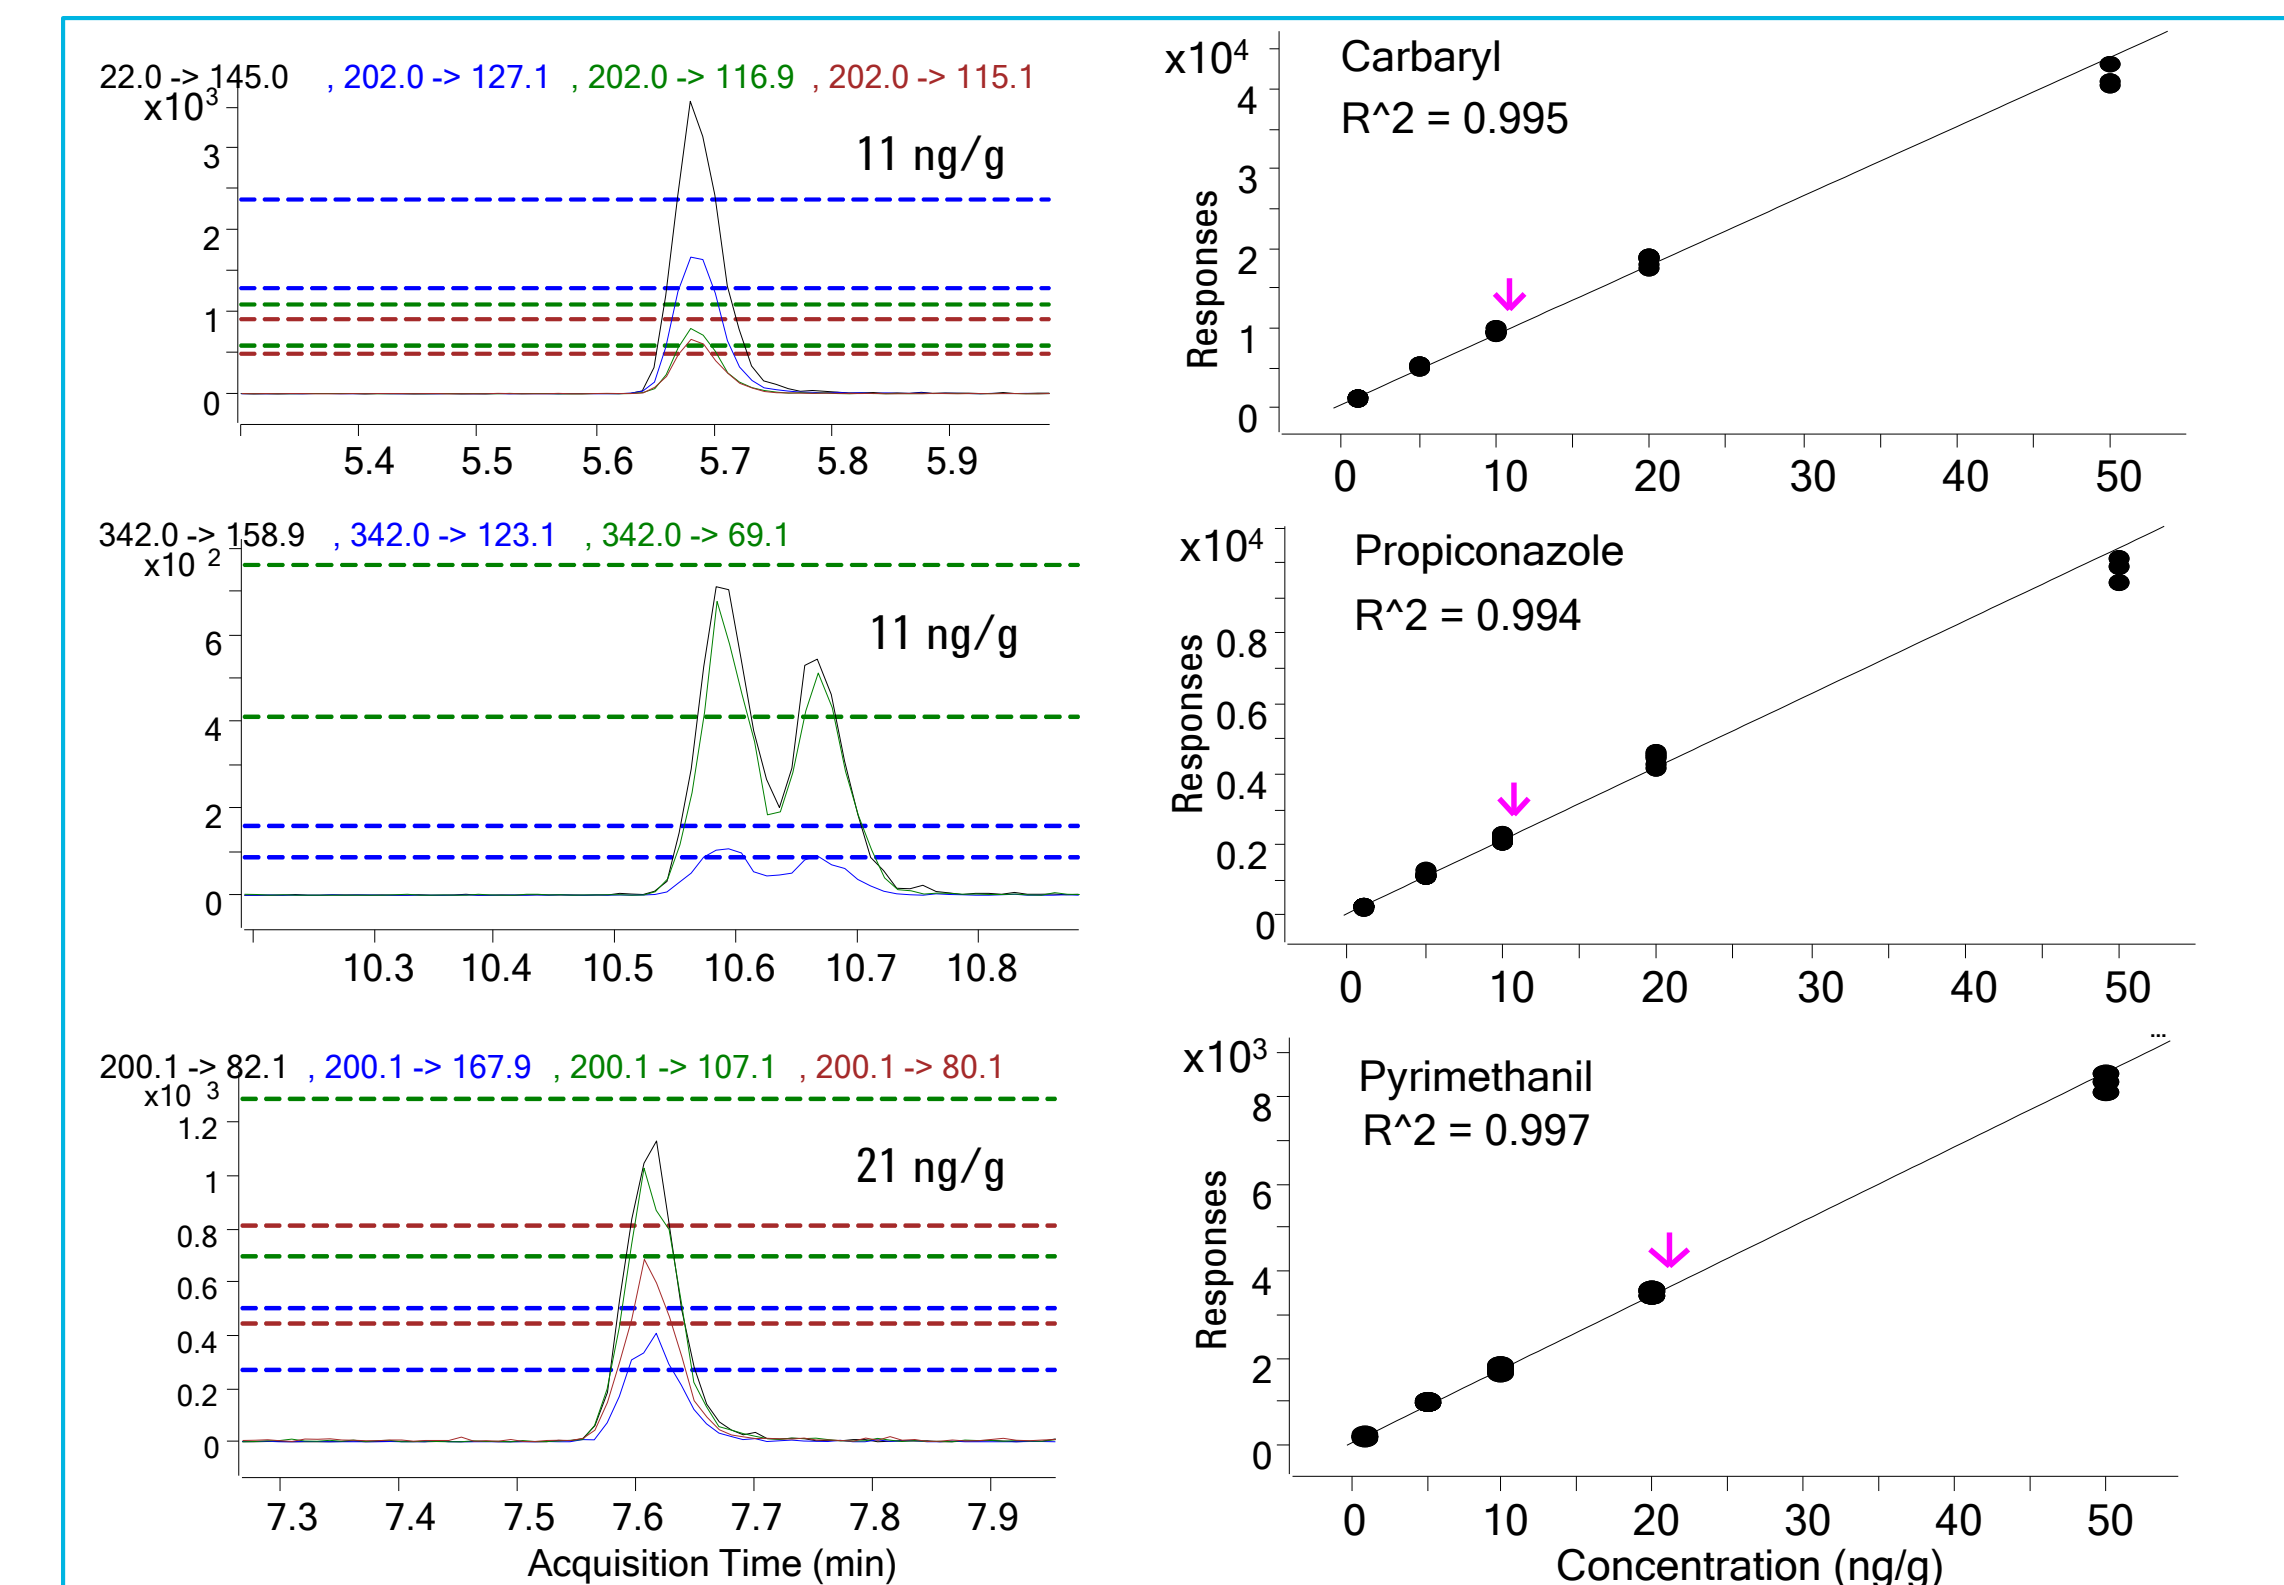 22.0 -> 145.0 , 202.0 -> 127.1 , 202.0 -> 116.9 , 202.0 -> 115.1
x10 3
3
2
1
0
11 ng/g
5.4 5.5 5.6 5.7 5.8 5.9
x10 4
Carbaryl
R^2 = 0.995
Responses
4
3
2
1
0
0 10 20 30 40 50
342.0 -> 158.9 , 342.0 -> 123.1 , 342.0 -> 69.1
x10 2
6
4
2
0
11 ng/g
10.3 10.4 10.5 10.6 10.7 10.8
x10 4
Propiconazole
R^2 = 0.994
Responses
0.8
0.6
0.4
0.2
0
0 10 20 30 40 50
200.1 -> 82.1 , 200.1 -> 167.9 , 200.1 -> 107.1 , 200.1 -> 80.1
x10 3
1.2
1
0.8
0.6
0.4
0.2
0
21 ng/g
7.3 7.4 7.5 7.6 7.7 7.8 7.9
Acquisition Time (min)
x10 3
Pyrimethanil
R^2 = 0.997
...
Responses
8
6
4
2
0
0 10 20 30 40 50
Concentration (ng/g)